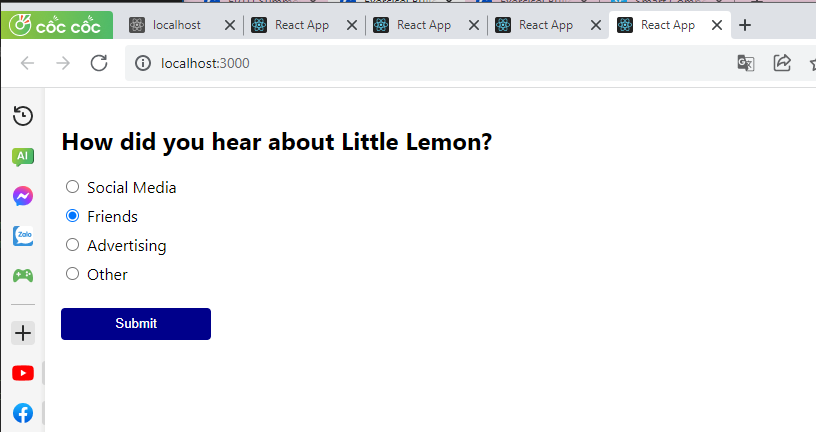 CỐC CỐC
localhost
React App
React App
React App
React App
localhost:3000
AI
Zalo
How did you hear about Little Lemon?
Social Media
Friends
Advertising
Other
Submit